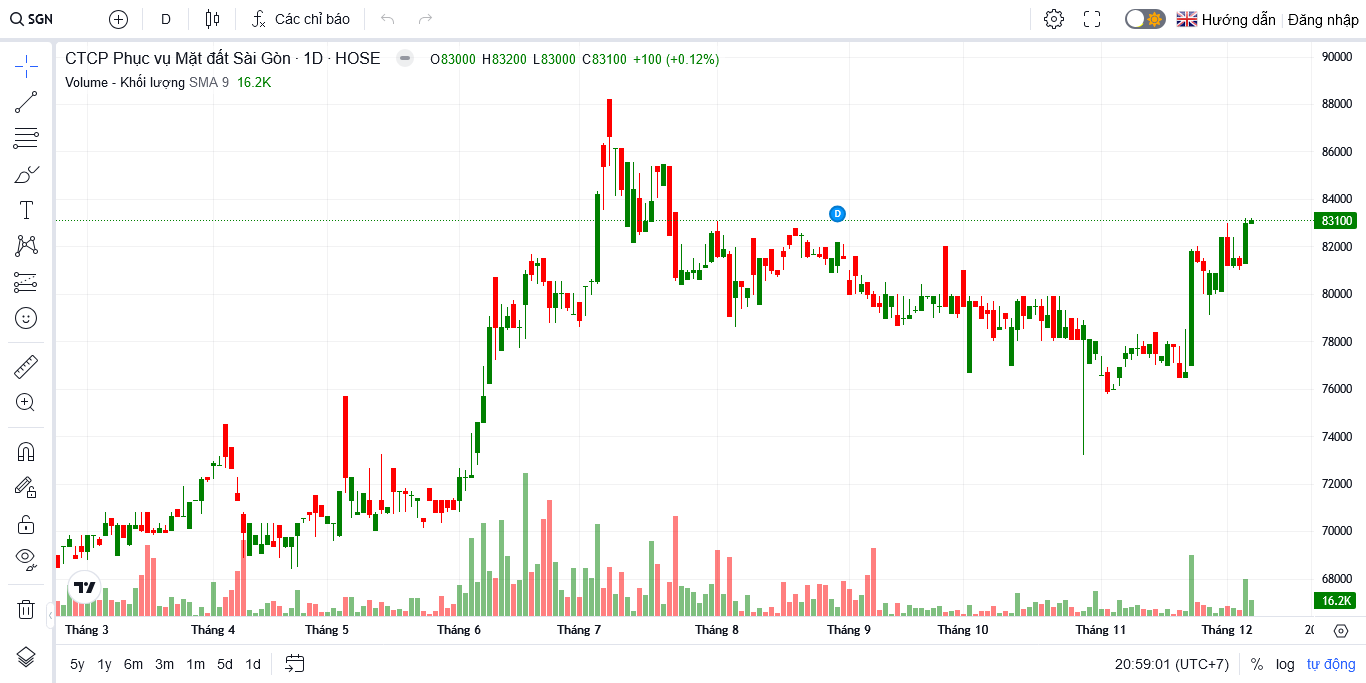 SGN D Các chỉ báo Hướng dẫn Đăng nhập
CTCP Phục vụ Mặt đất Sài Gòn · 1D · HOSE O83000 H83200 L83000 C83100 +100 (+0.12%)
Volume - Khối lượng SMA 9 16.2K
90000
88000
86000
84000
D
83100
82000
80000
78000
76000
74000
72000
70000
68000
16.2K
Tháng 3 Tháng 4 Tháng 5 Tháng 6 Tháng 7 Tháng 8 Tháng 9 Tháng 10 Tháng 11 Tháng 12
5y 1y 6m 3m 1m 5d 1d 20:59:01 (UTC+7) % log tự động